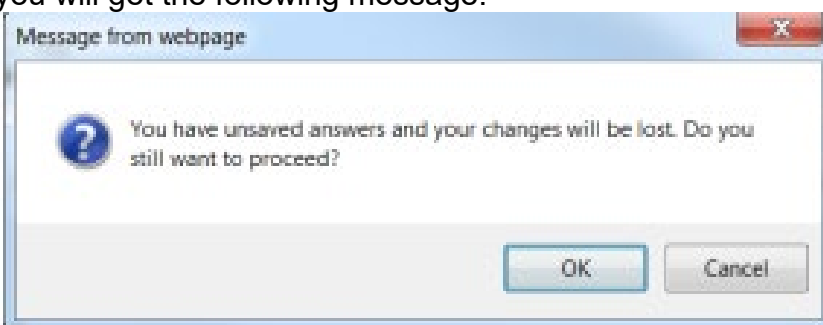 you will get the following message:
Message from webpage
You have unsaved answers and your changes will be lost. Do you
still want to proceed?
OK
Cancel